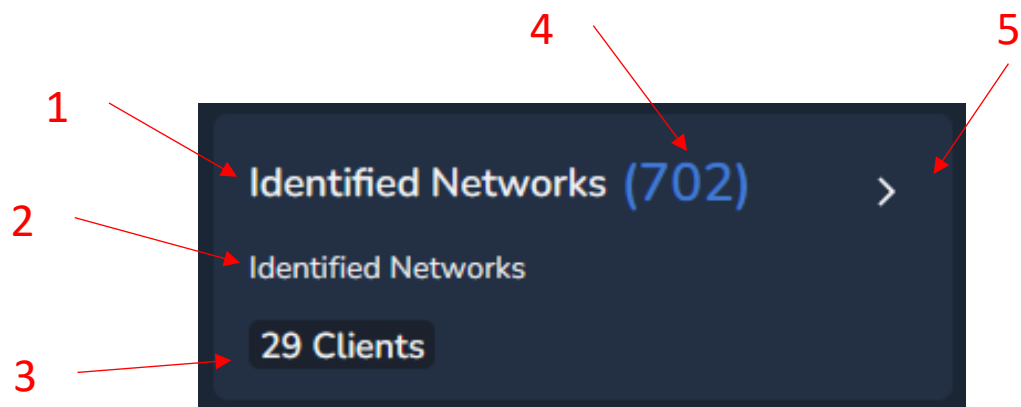 4
5
1
Identified Networks (702) >
2
Identified Networks
29 Clients
3